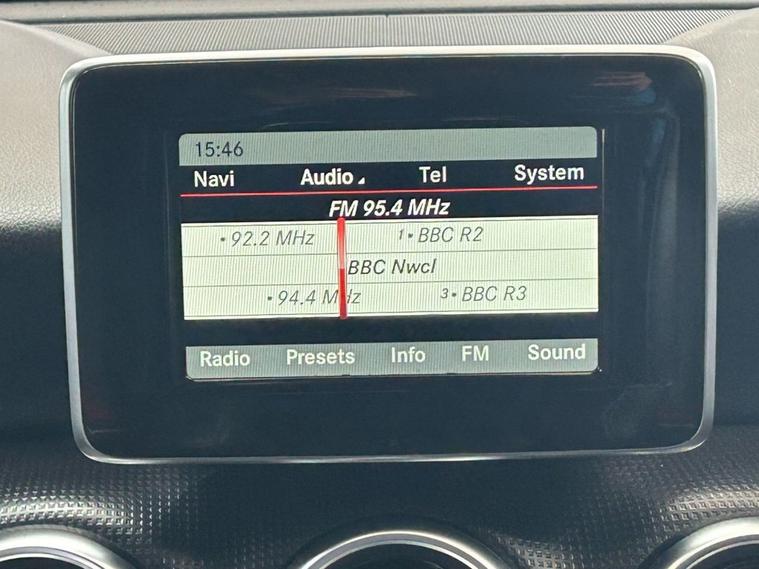 15:46
Navi Audio Tel System
FM 95.4 MHz
• 92.2 MHz 1• BBC R2
BBC Nwcl
• 94.4 MHz 3• BBC R3
Radio Presets Info FM Sound